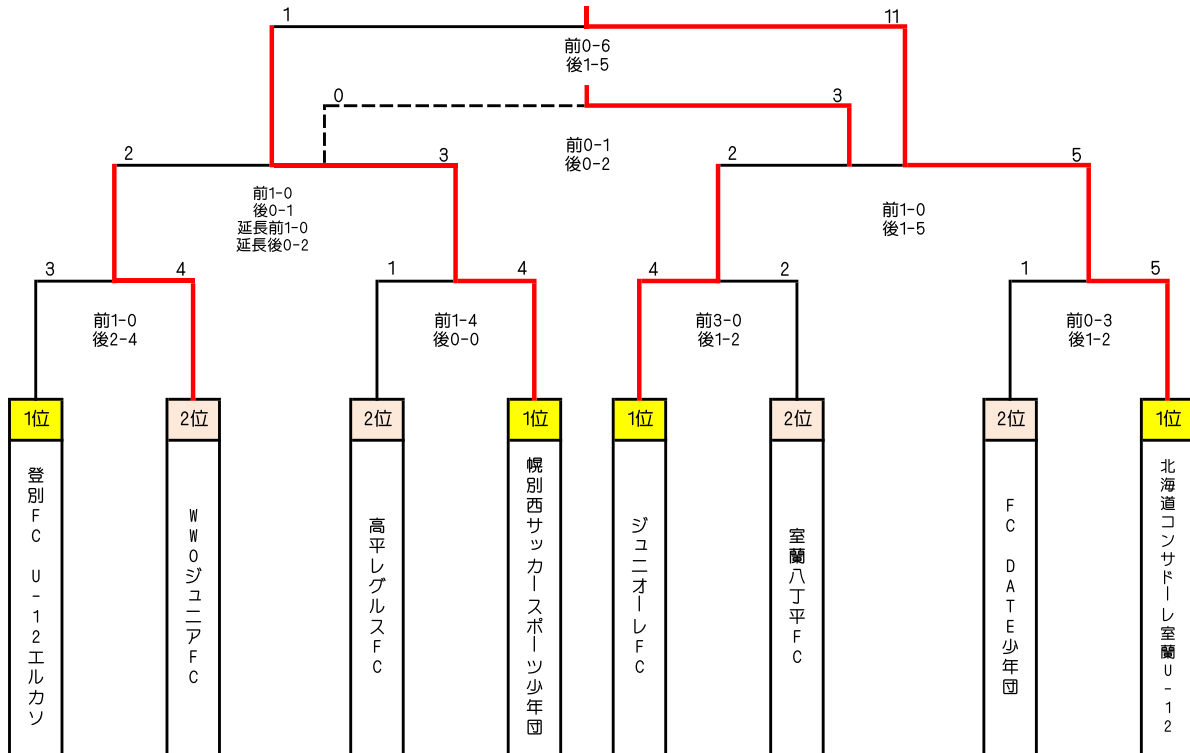 1
11
前0-6
後1-5
0
3
前0-1
後0-2
2
3
2
5
前1-0
後0-1
延長前1-0
延長後0-2
前1-0
後1-5
3
4
1
4
4
2
1
5
前1-0
後2-4
前1-4
後0-0
前3-0
後1-2
前0-3
後1-2
1位
2位
2位
1位
1位
2位
2位
1位
登別FC U-12エルカソ
WWOジュニアFC
高平レグルスFC
幌別西サッカースポーツ少年団
ジュニオーレFC
室蘭八丁平FC
FC DATE少年団
北海道コンサドーレ室蘭U-12